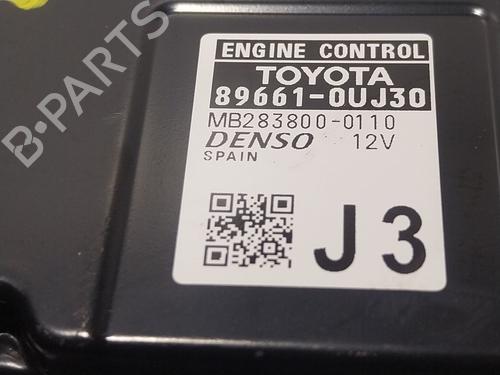 ENGINE CONTROL
TOYOTA
89661-0UJ30
MB283800-0110
DENSO 12V
SPAIN
J3
B-PARTS